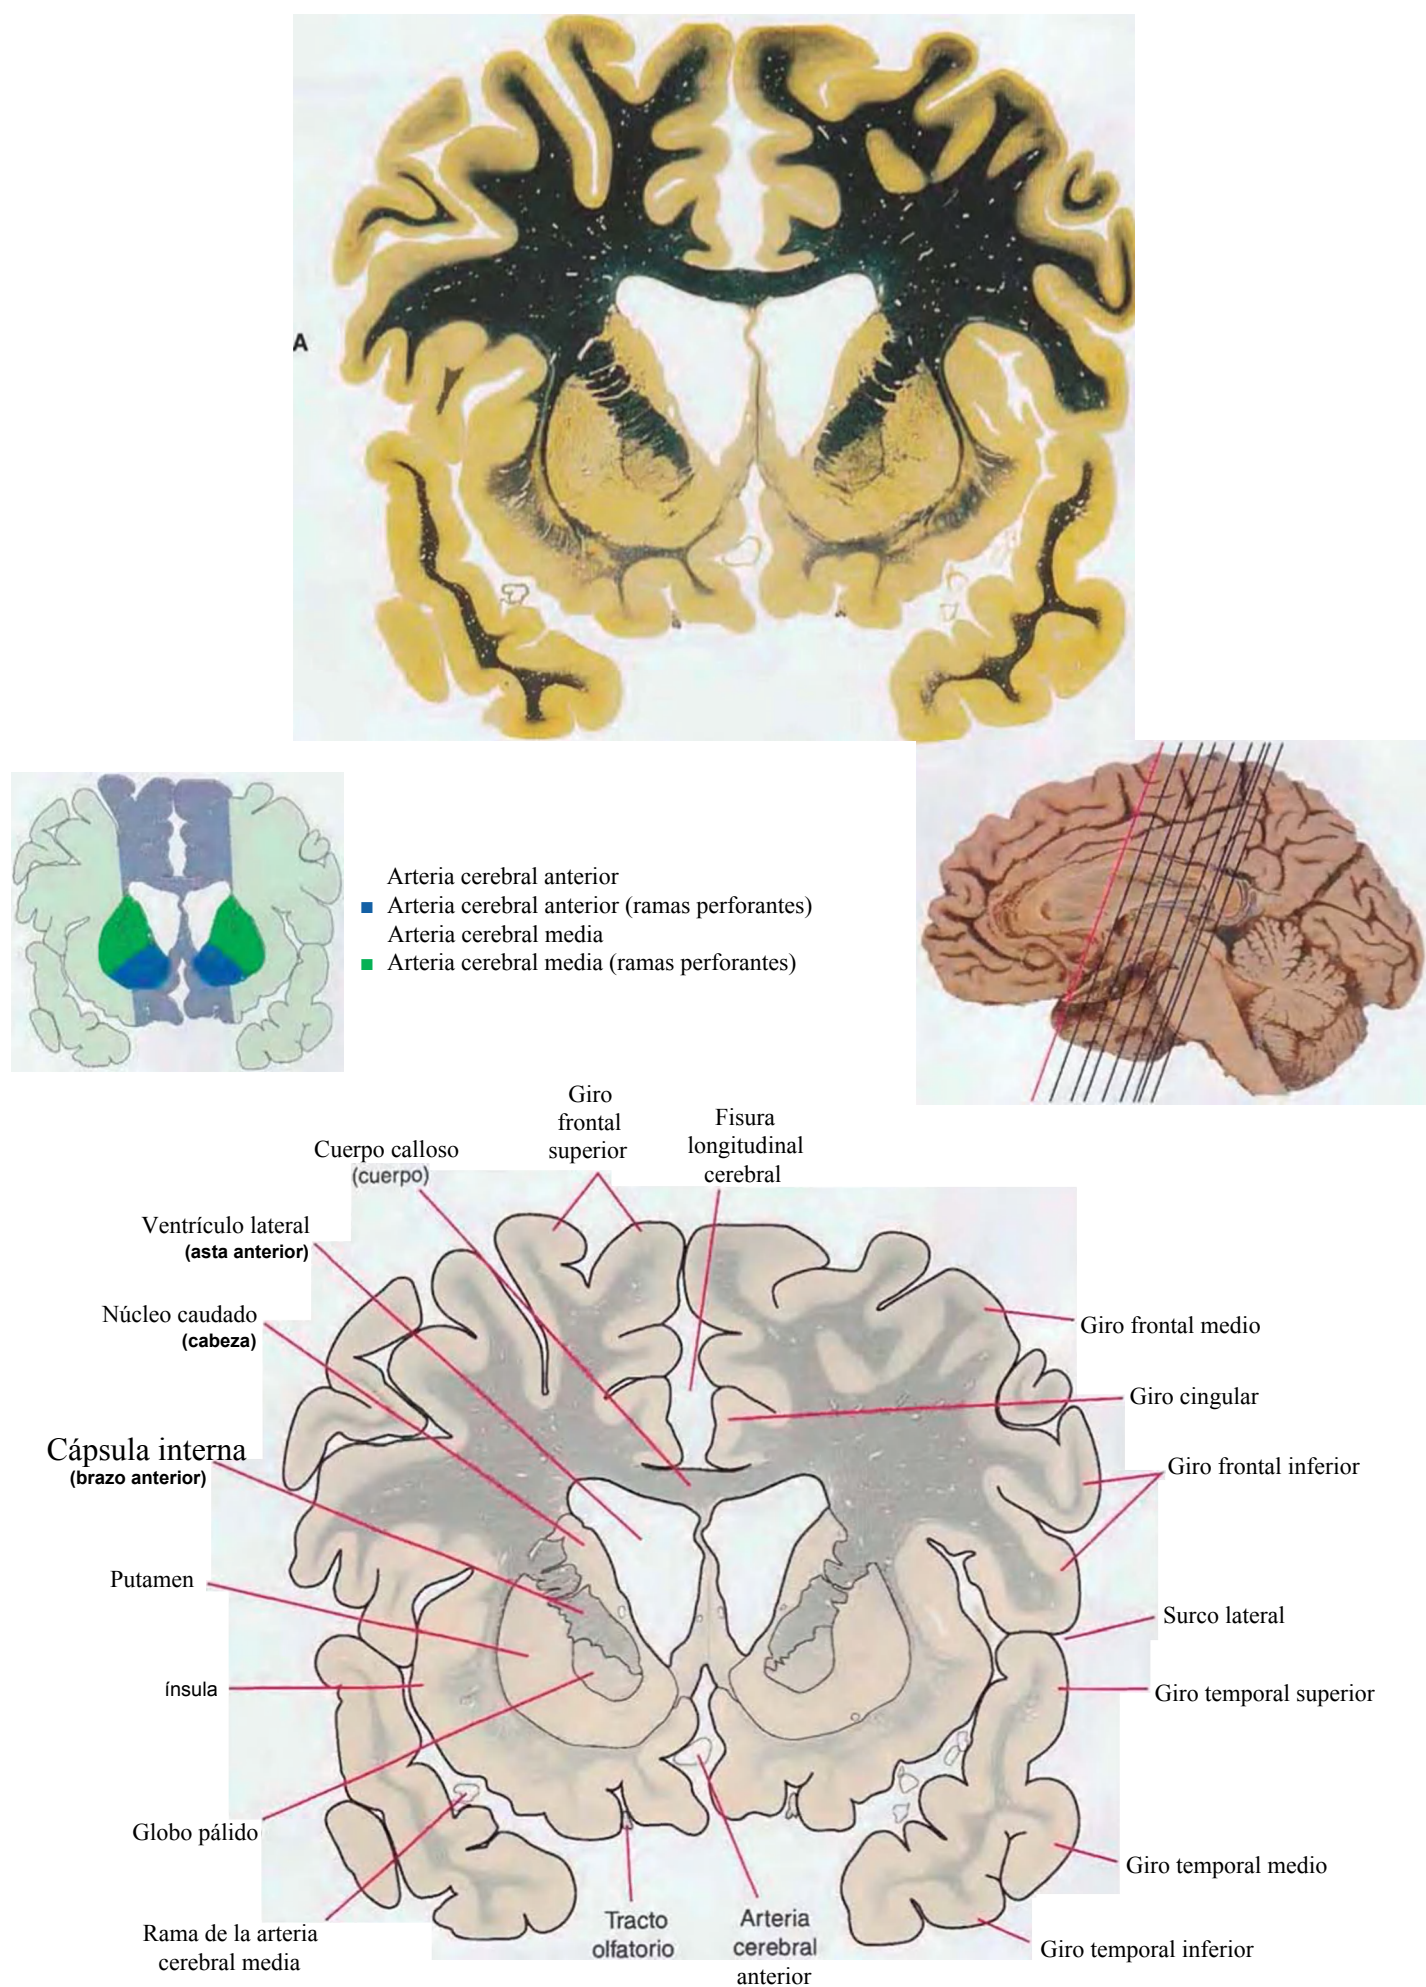 A
Arteria cerebral anterior
Arteria cerebral anterior (ramas perforantes)
Arteria cerebral media
Arteria cerebral media (ramas perforantes)
Giro
frontal
superior
Fisura
longitudinal
cerebral
Cuerpo calloso
(cuerpo)
Ventrículo lateral
(asta anterior)
Núcleo caudado
(cabeza)
Cápsula interna
(brazo anterior)
Putamen
ínsula
Globo pálido
Rama de la arteria
cerebral media
Tracto
olfatorio
Arteria
cerebral
anterior
Giro frontal medio
Giro cingular
Giro frontal inferior
Surco lateral
Giro temporal superior
Giro temporal medio
Giro temporal inferior